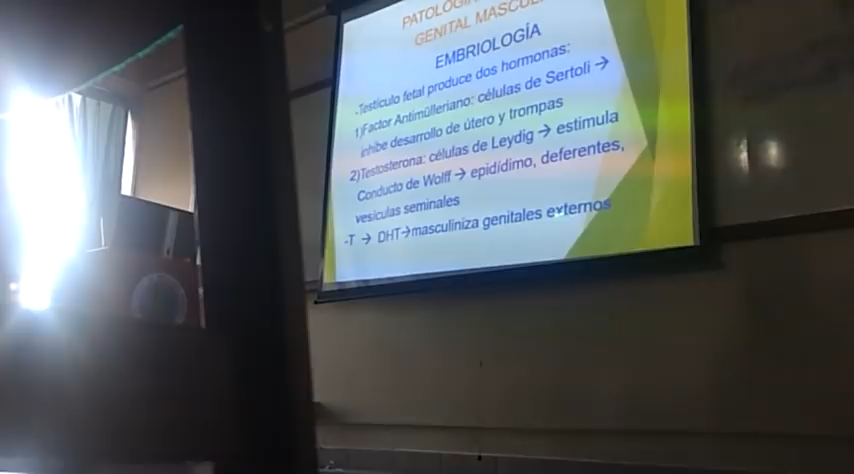 PATOLOGÍA
GENITAL MASCUL
EMBRIOLOGÍA
-Testículo fetal produce dos hormonas:
1)Factor Antimülleriano: células de Sertoli →
inhibe desarrollo de útero y trompas
2)Testosterona: células de Leydig → estimula
Conducto de Wolff → epidídimo, deferentes,
vesículas seminales
-T → DHT→masculiniza genitales externos